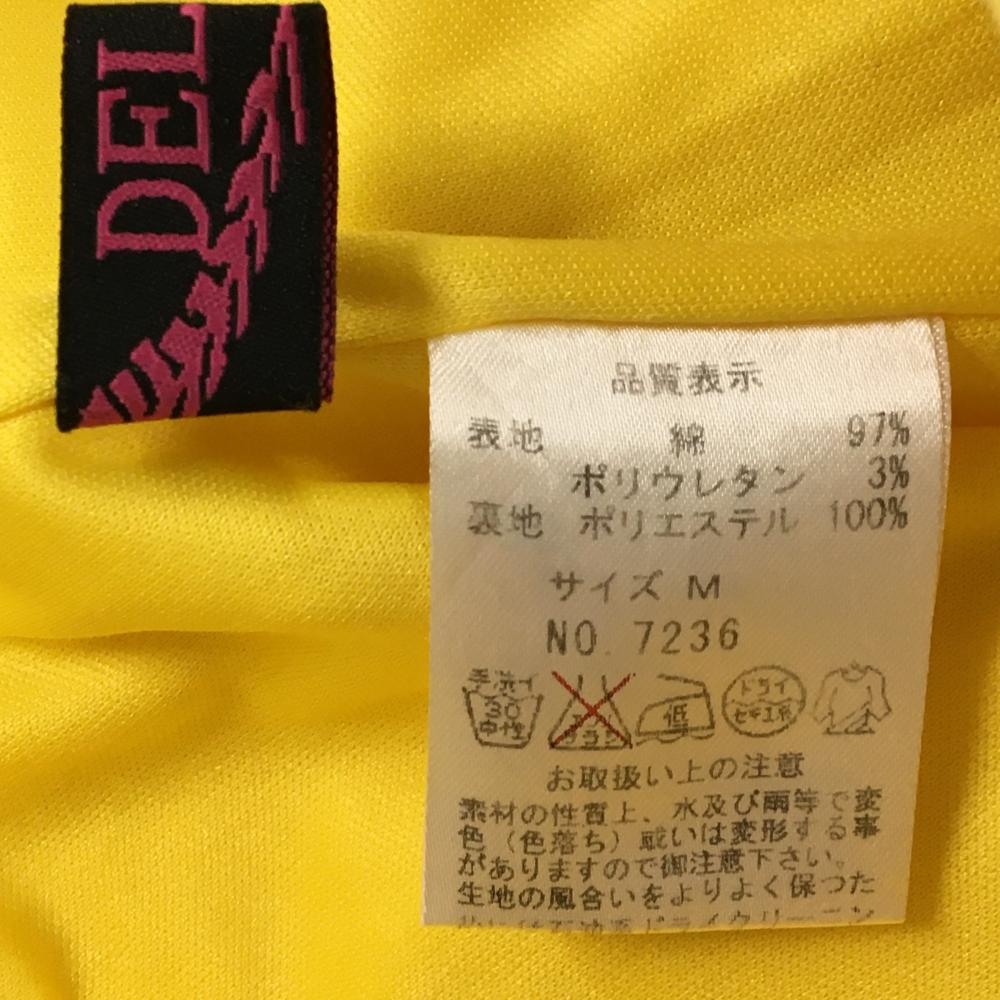 DEL
品質表示
表地 綿 97%
ポリウレタン 3%
裏地 ポリエステル 100%
サイズ M
NO. 7236
手洗イ 30 中性 低 ドライ セキユ系
お取扱い上の注意
素材の性質上、水及び雨等で変
色（色落ち）或いは変形する事
がありますので御注意下さい。
生地の風合いをよりよく保つた